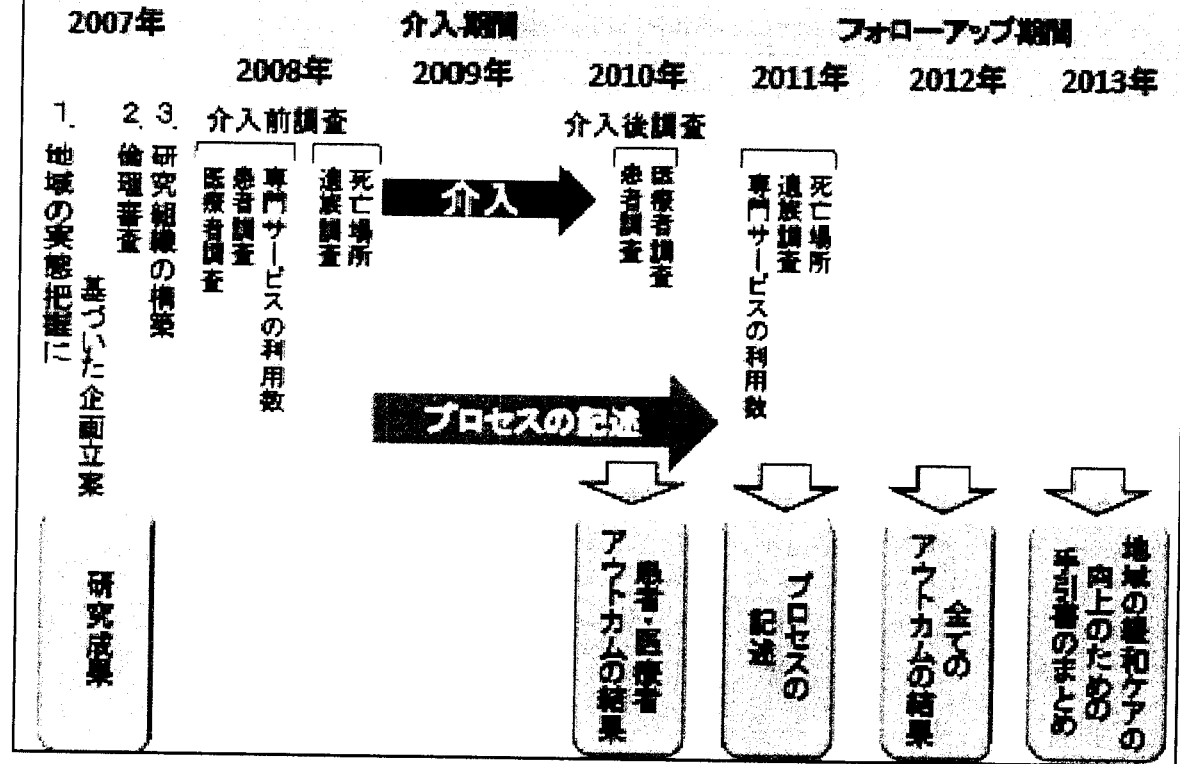 2007年
介入期間
フォローアップ期間
2008年
2009年
2010年
2011年
2012年
2013年
1. 地域の実態把握に
基づいた企画立案
2. 倫理審査
3. 研究組織の構築
介入前調査
医療者調査
患者調査
専門サービスの利用数
遺族調査
死亡場所
介入
介入後調査
患者調査
医療者調査
専門サービスの利用数
遺族調査
死亡場所
プロセスの記述
研究成果
患者・医療者
アウトカムの結果
プロセスの
記述
全ての
アウトカムの結果
地域の緩和ケアの
向上のための
手引書のまとめ